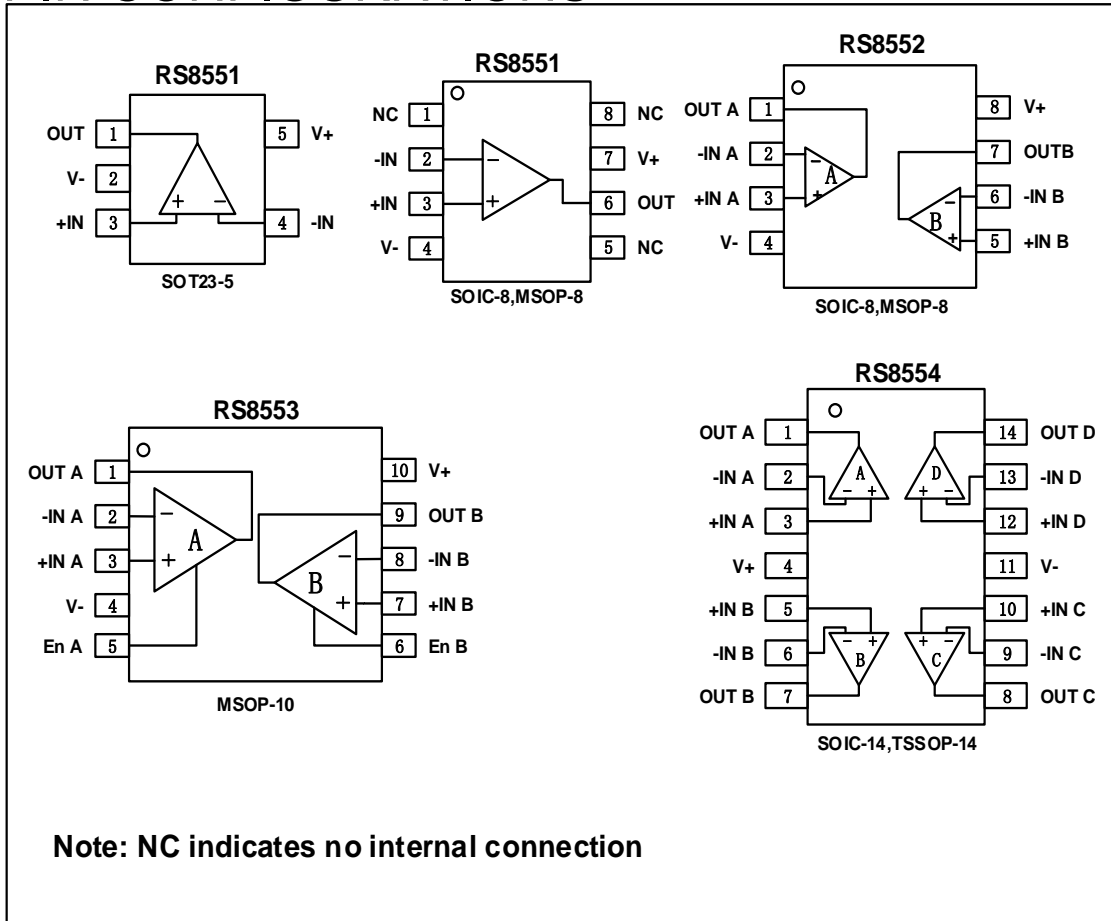 PIN CONFIGURATIONS
RS8551
OUT 1
5 V+
V- 2
+IN 3
4 -IN
+ −
SOT23-5
RS8551
NC 1
8 NC
-IN 2
7 V+
+IN 3
6 OUT
V- 4
5 NC
−
+
SOIC-8,MSOP-8
RS8552
OUT A 1
8 V+
-IN A 2
7 OUTB
+IN A 3
6 -IN B
V- 4
5 +IN B
− A +
− B +
SOIC-8,MSOP-8
RS8553
OUT A 1
10 V+
-IN A 2
9 OUT B
+IN A 3
8 -IN B
V- 4
7 +IN B
En A 5
6 En B
− A +
− B +
MSOP-10
RS8554
OUT A 1
14 OUT D
-IN A 2
13 -IN D
+IN A 3
12 +IN D
V+ 4
11 V-
+IN B 5
10 +IN C
-IN B 6
9 -IN C
OUT B 7
8 OUT C
A − +
D + −
− + B
+ − C
SOIC-14,TSSOP-14
Note: NC indicates no internal connection